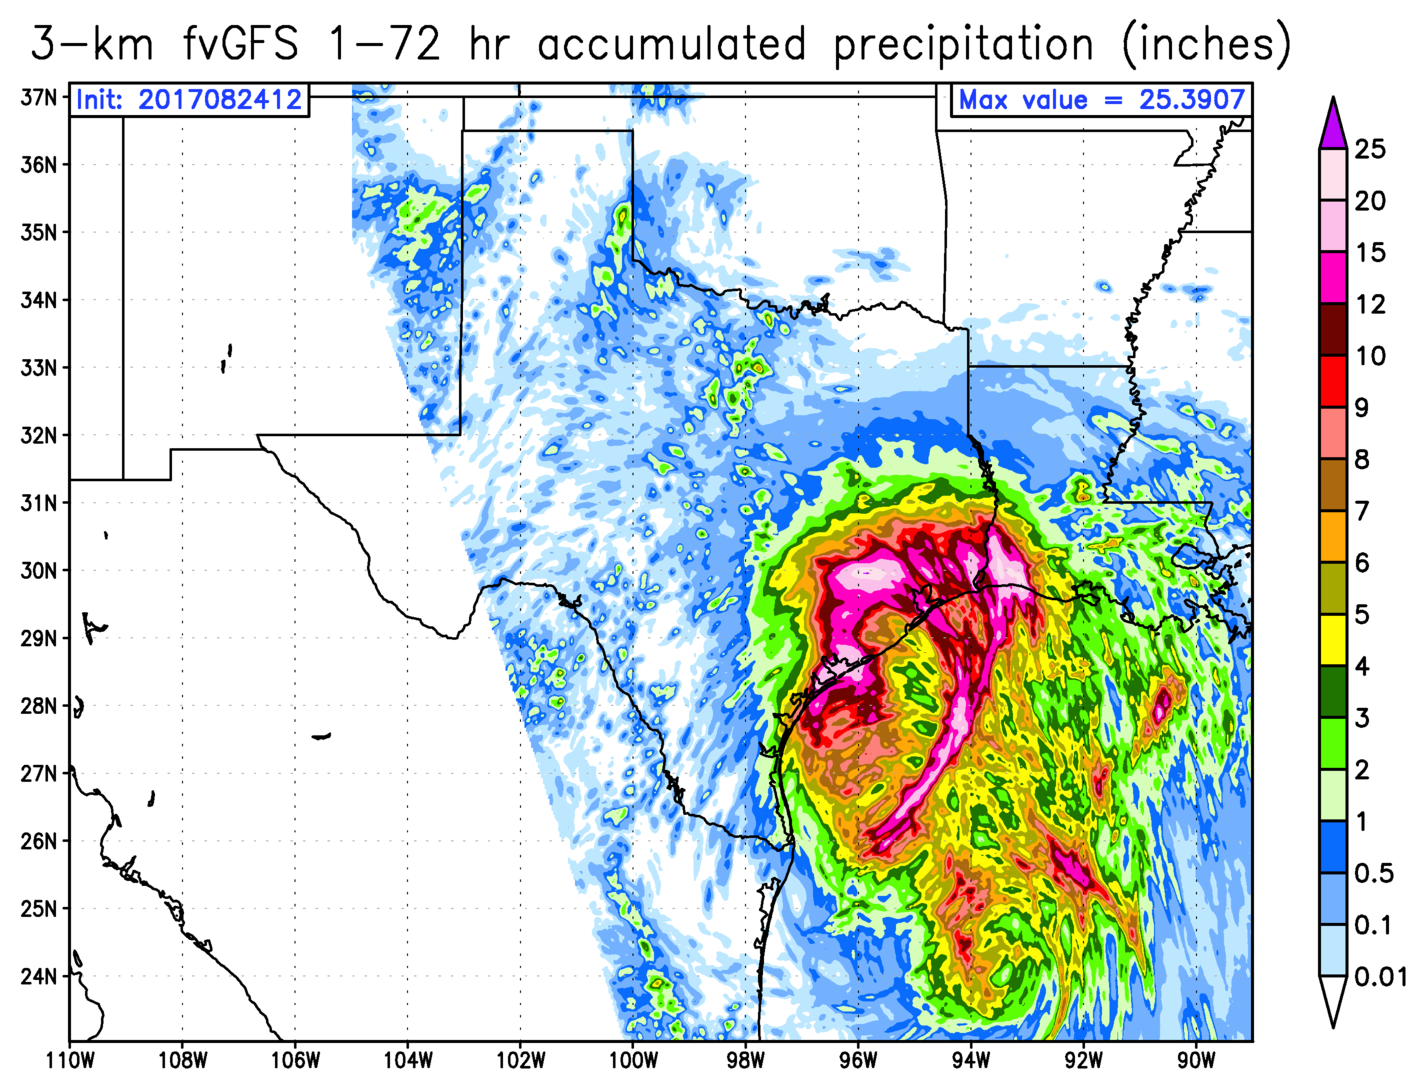 3-km fvGFS 1-72 hr accumulated precipitation (inches)
Init: 2017082412
Max value = 25.3907
37N
36N
35N
34N
33N
32N
31N
30N
29N
28N
27N
26N
25N
24N
110W 108W 106W 104W 102W 100W 98W 96W 94W 92W 90W
25
20
15
12
10
9
8
7
6
5
4
3
2
1
0.5
0.1
0.01